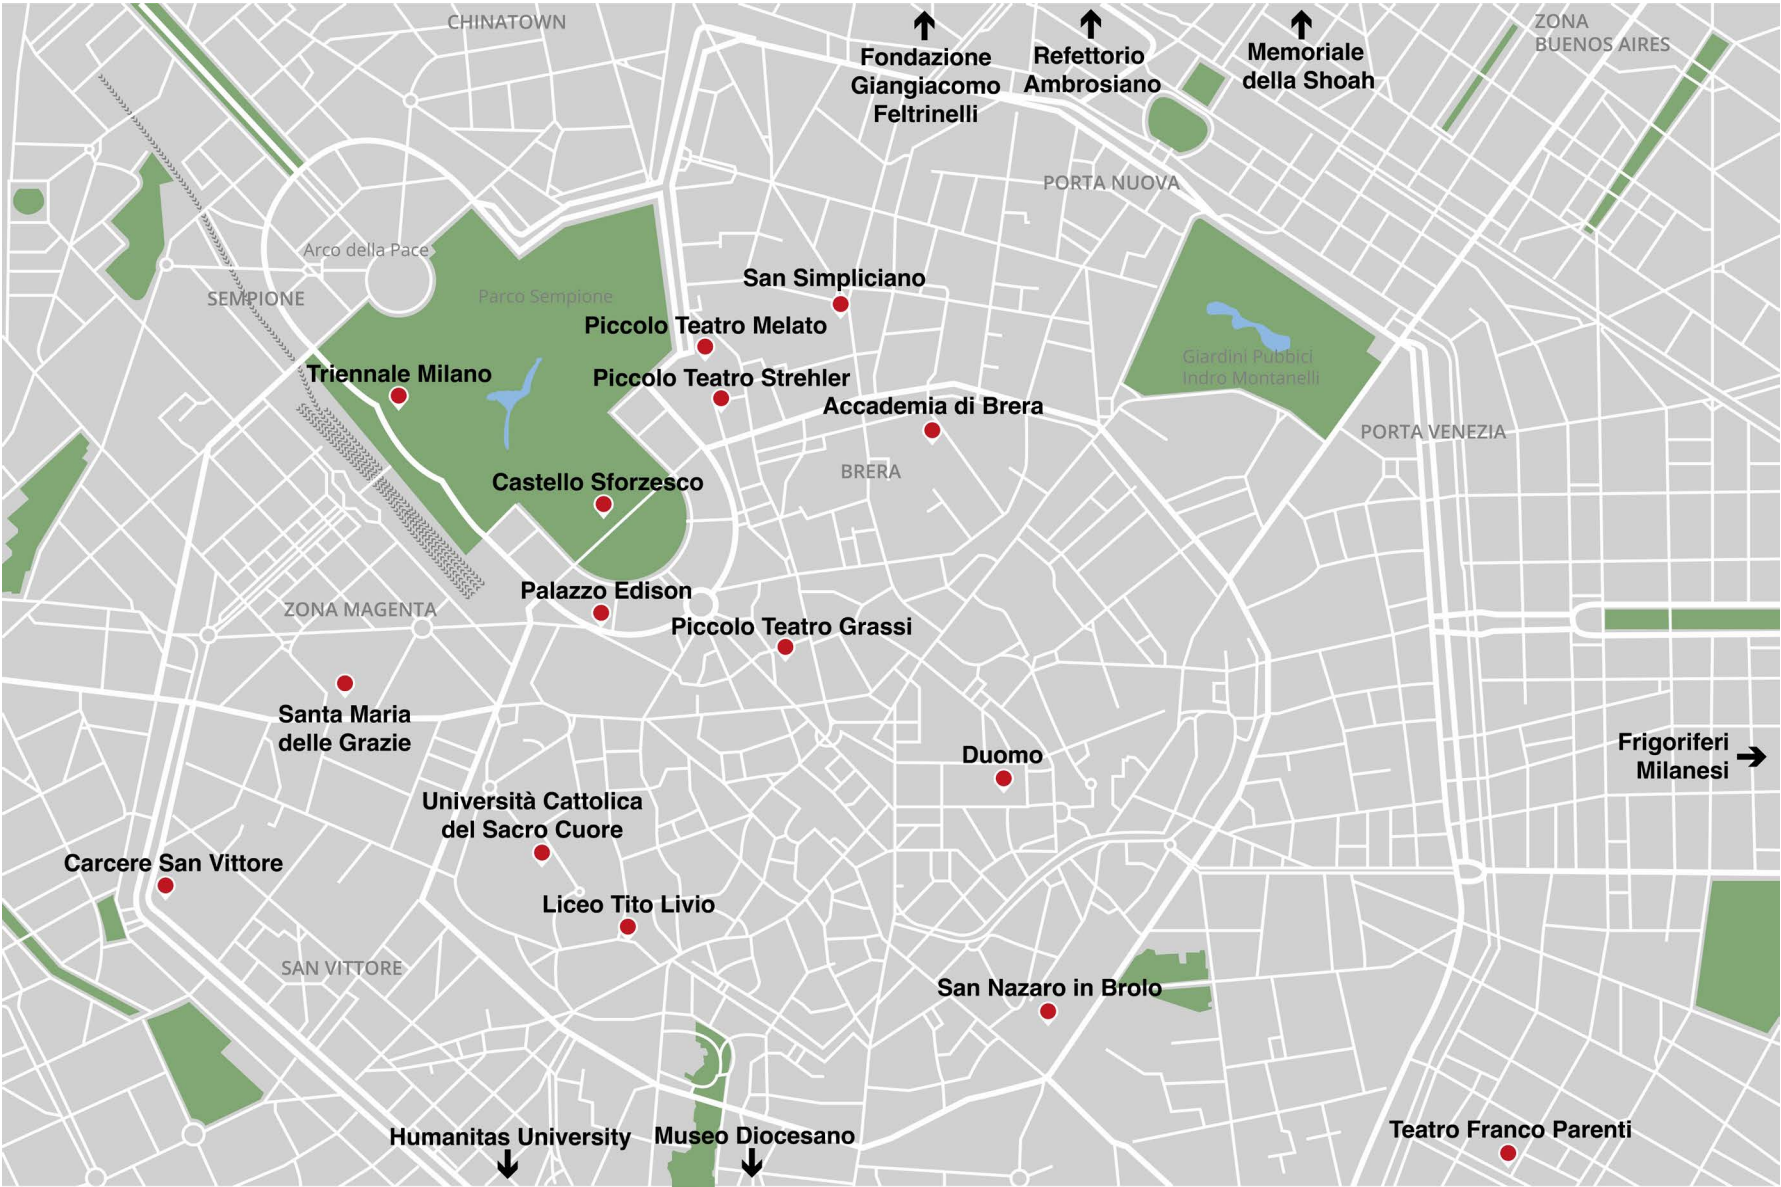 CHINATOWN
ZONA
BUENOS AIRES
Fondazione
Giangiacomo
Feltrinelli
Refettorio
Ambrosiano
Memoriale
della Shoah
PORTA NUOVA
Arco della Pace
SEMPIONE
Parco Sempione
San Simpliciano
Piccolo Teatro Melato
Triennale Milano
Piccolo Teatro Strehler
Accademia di Brera
Giardini Pubbici
Indro Montanelli
PORTA VENEZIA
BRERA
Castello Sforzesco
Palazzo Edison
ZONA MAGENTA
Piccolo Teatro Grassi
Santa Maria
delle Grazie
Duomo
Frigoriferi
Milanesi
Università Cattolica
del Sacro Cuore
Carcere San Vittore
Liceo Tito Livio
SAN VITTORE
San Nazaro in Brolo
Humanitas University
Museo Diocesano
Teatro Franco Parenti